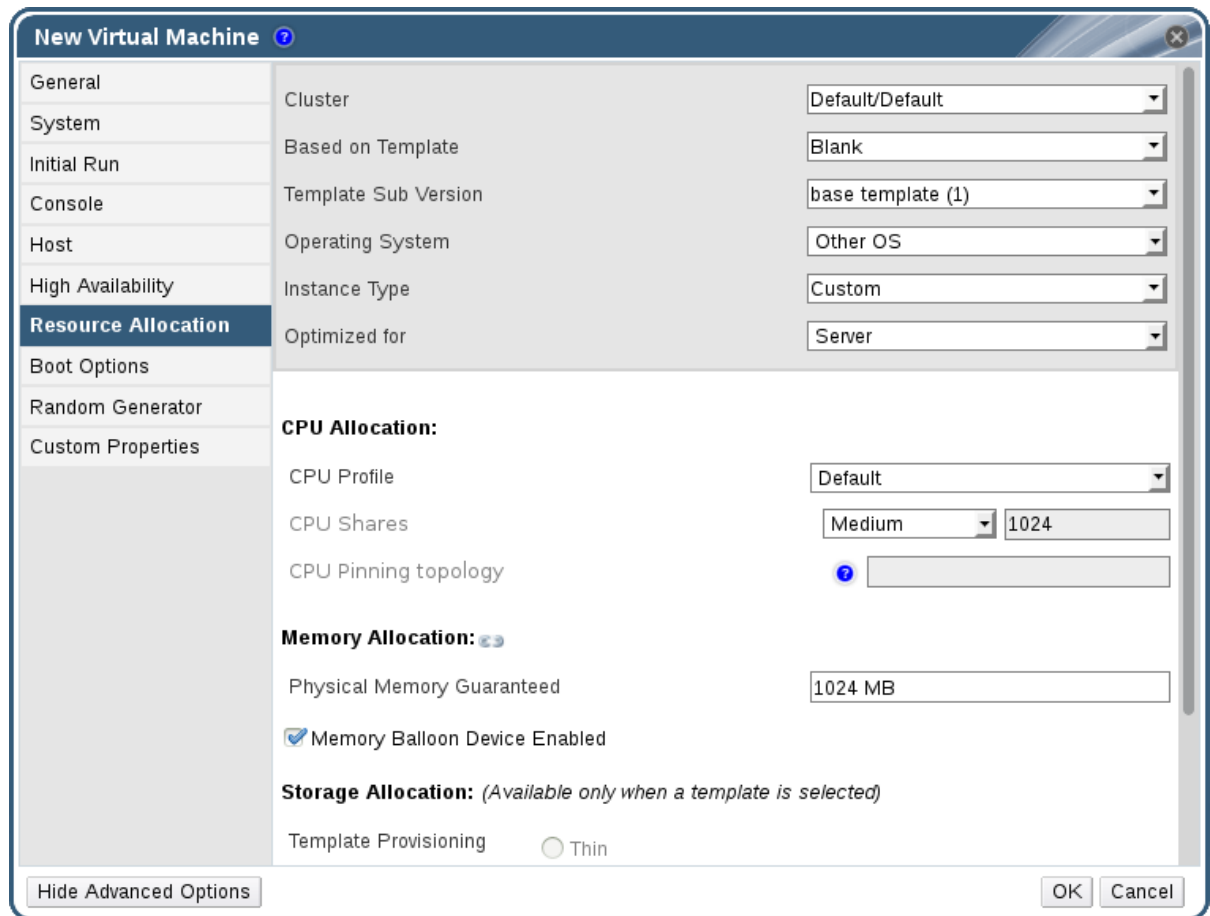 New Virtual Machine ?
General
System
Initial Run
Console
Host
High Availability
Resource Allocation
Boot Options
Random Generator
Custom Properties
Cluster Default/Default
Based on Template Blank
Template Sub Version base template (1)
Operating System Other OS
Instance Type Custom
Optimized for Server
CPU Allocation:
CPU Profile Default
CPU Shares Medium 1024
CPU Pinning topology ?
Memory Allocation:
Physical Memory Guaranteed 1024 MB
Memory Balloon Device Enabled
Storage Allocation: (Available only when a template is selected)
Template Provisioning Thin
Hide Advanced Options OK Cancel